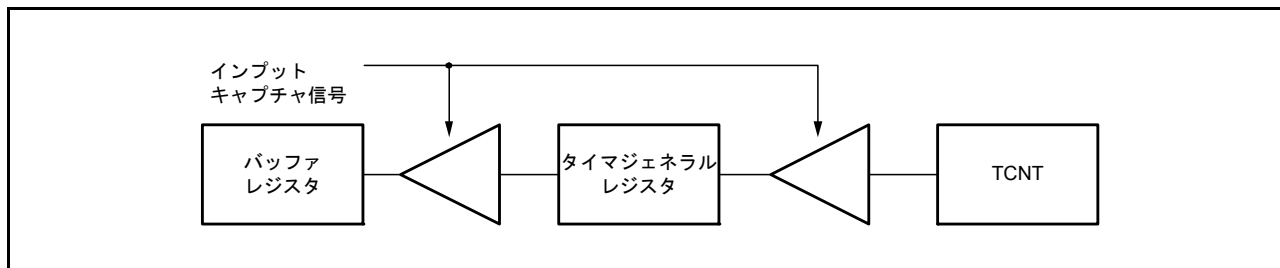 インプット
キャプチャ信号
バッファ
レジスタ
タイマジェネラル
レジスタ
TCNT